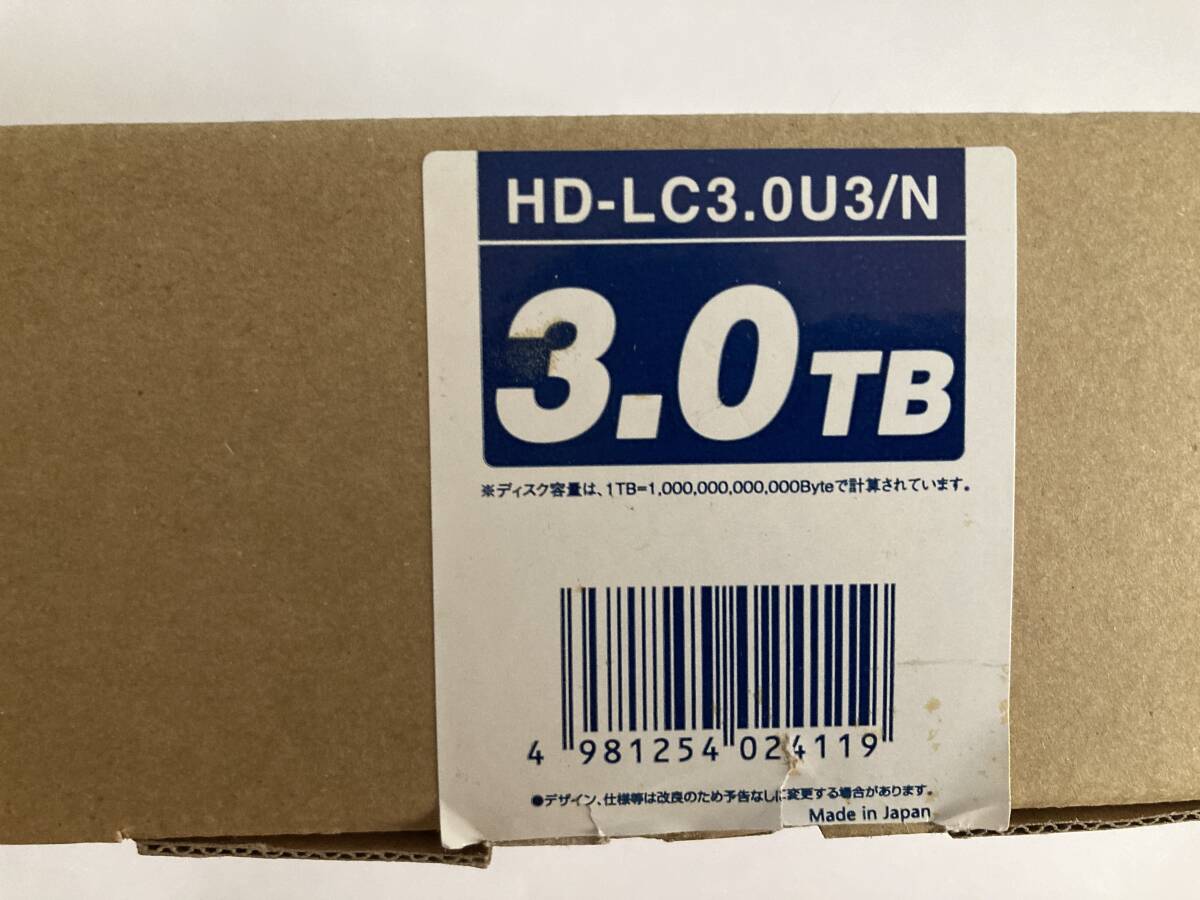 HD-LC3.0U3/N
3.0TB
※ディスク容量は、1TB=1,000,000,000,000Byteで計算されています。
4 981254 024119
●デザイン、仕様等は改良のため予告なしに変更する場合があります。
Made in Japan